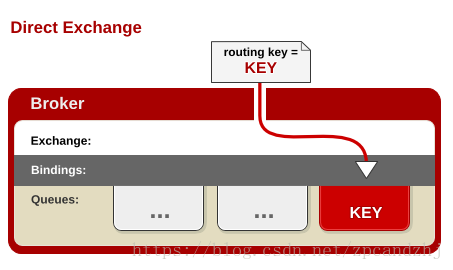 Direct Exchange
routing key =
KEY
Broker
Exchange:
Bindings:
Queues:
...
...
KEY
https://blog.csdn.net/zpcandzhj